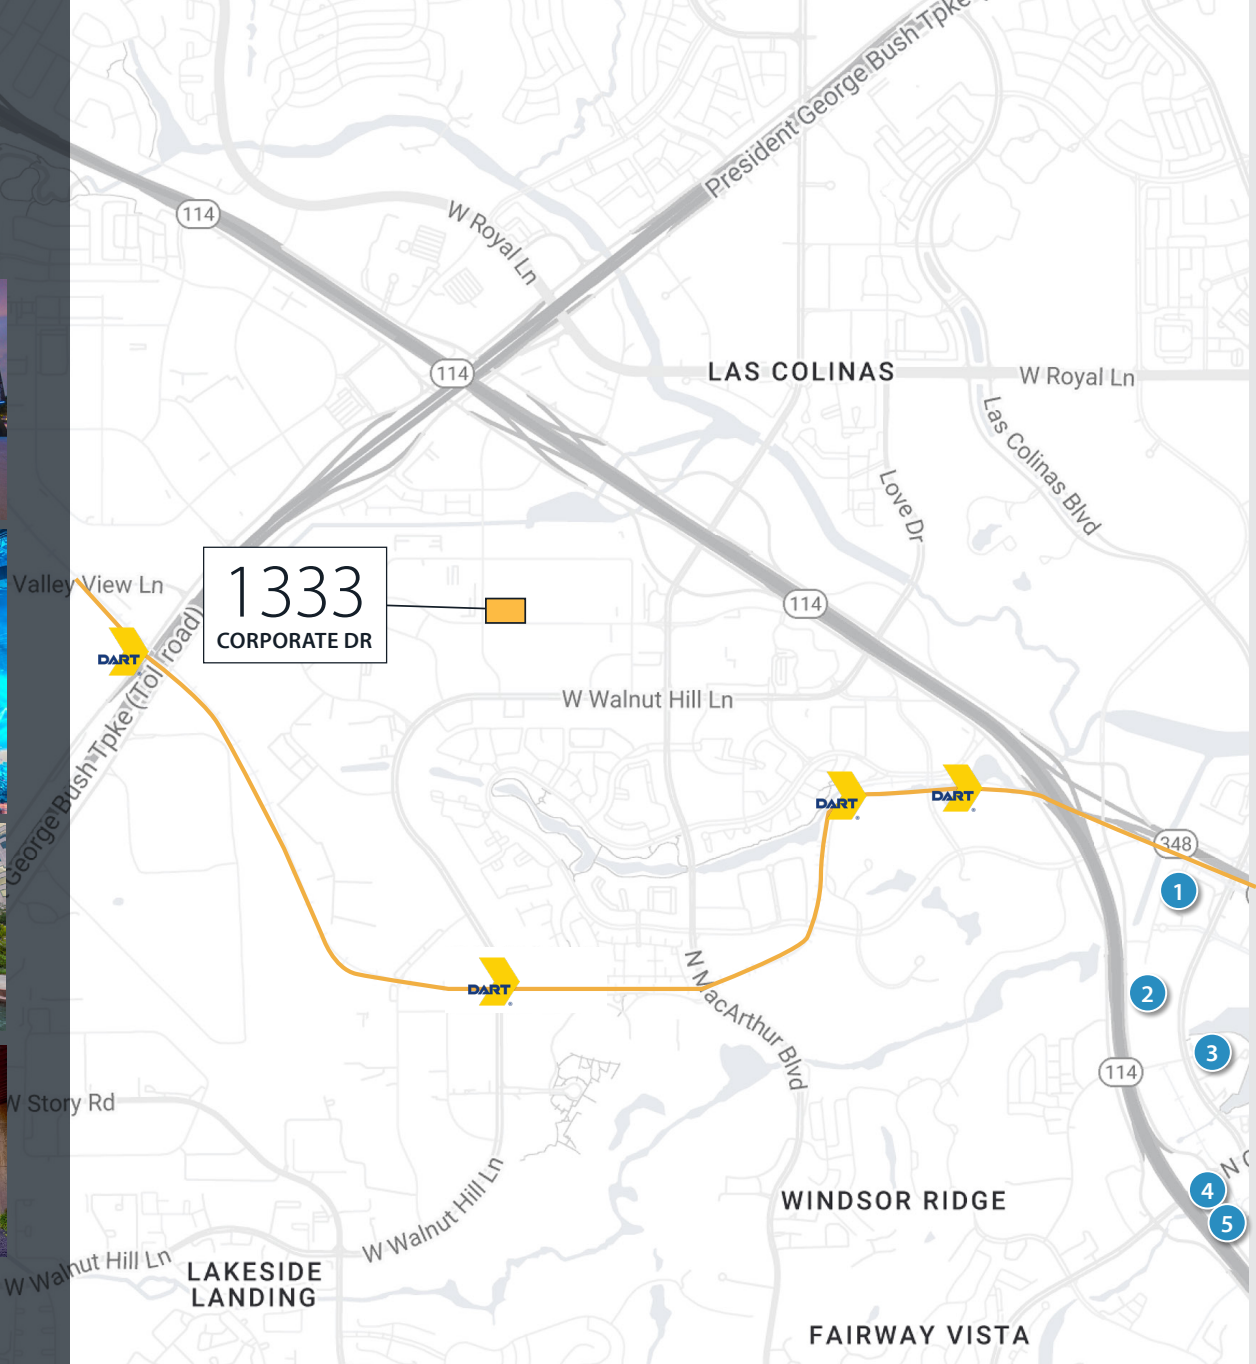 President George Bush Tpke
114
W Royal Ln
114
LAS COLINAS
W Royal Ln
Las Colinas Blvd
Love Dr
Valley View Ln
1333
CORPORATE DR
114
DART
George Bush Tpke (Toll road)
W Walnut Hill Ln
DART
DART
348
1
DART
N MacArthur Blvd
2
3
114
W Story Rd
W Walnut Hill Ln
WINDSOR RIDGE
4
5
W Walnut Hill Ln
LAKESIDE
LANDING
FAIRWAY VISTA